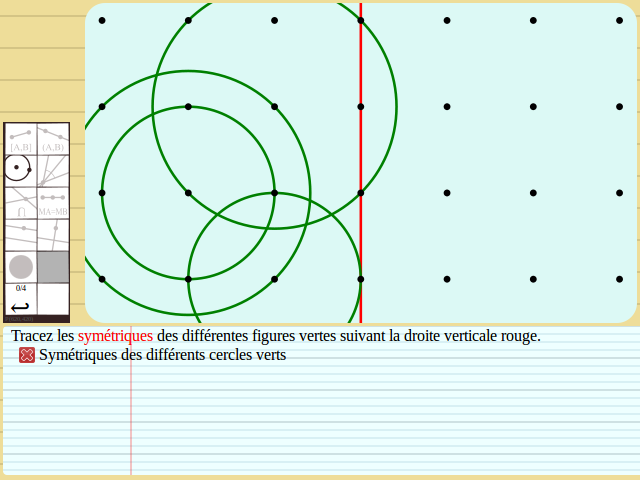 [A,B] (A,B)
MA=MB
0/4
Tracez les symétriques des différentes figures vertes suivant la droite verticale rouge.
Symétriques des différents cercles verts